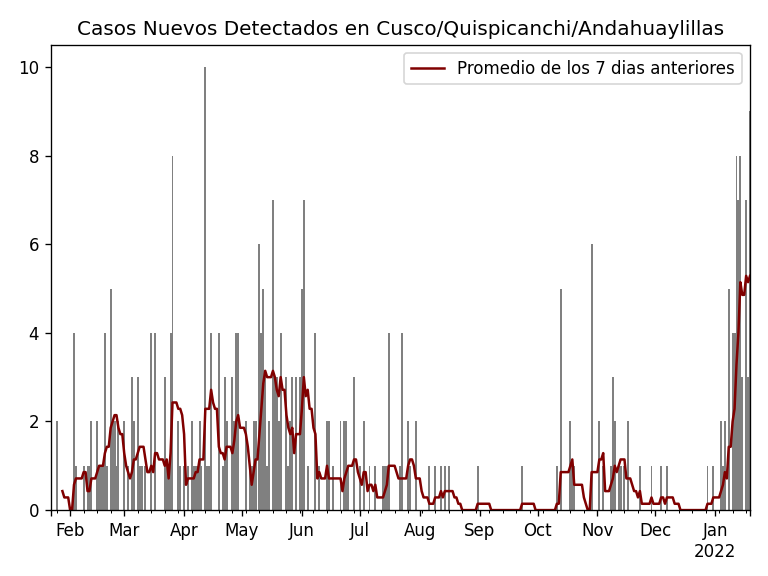 Casos Nuevos Detectados en Cusco/Quispicanchi/Andahuaylillas
Promedio de los 7 dias anteriores
10
8
6
4
2
0
Feb Mar Apr May Jun Jul Aug Sep Oct Nov Dec Jan
2022